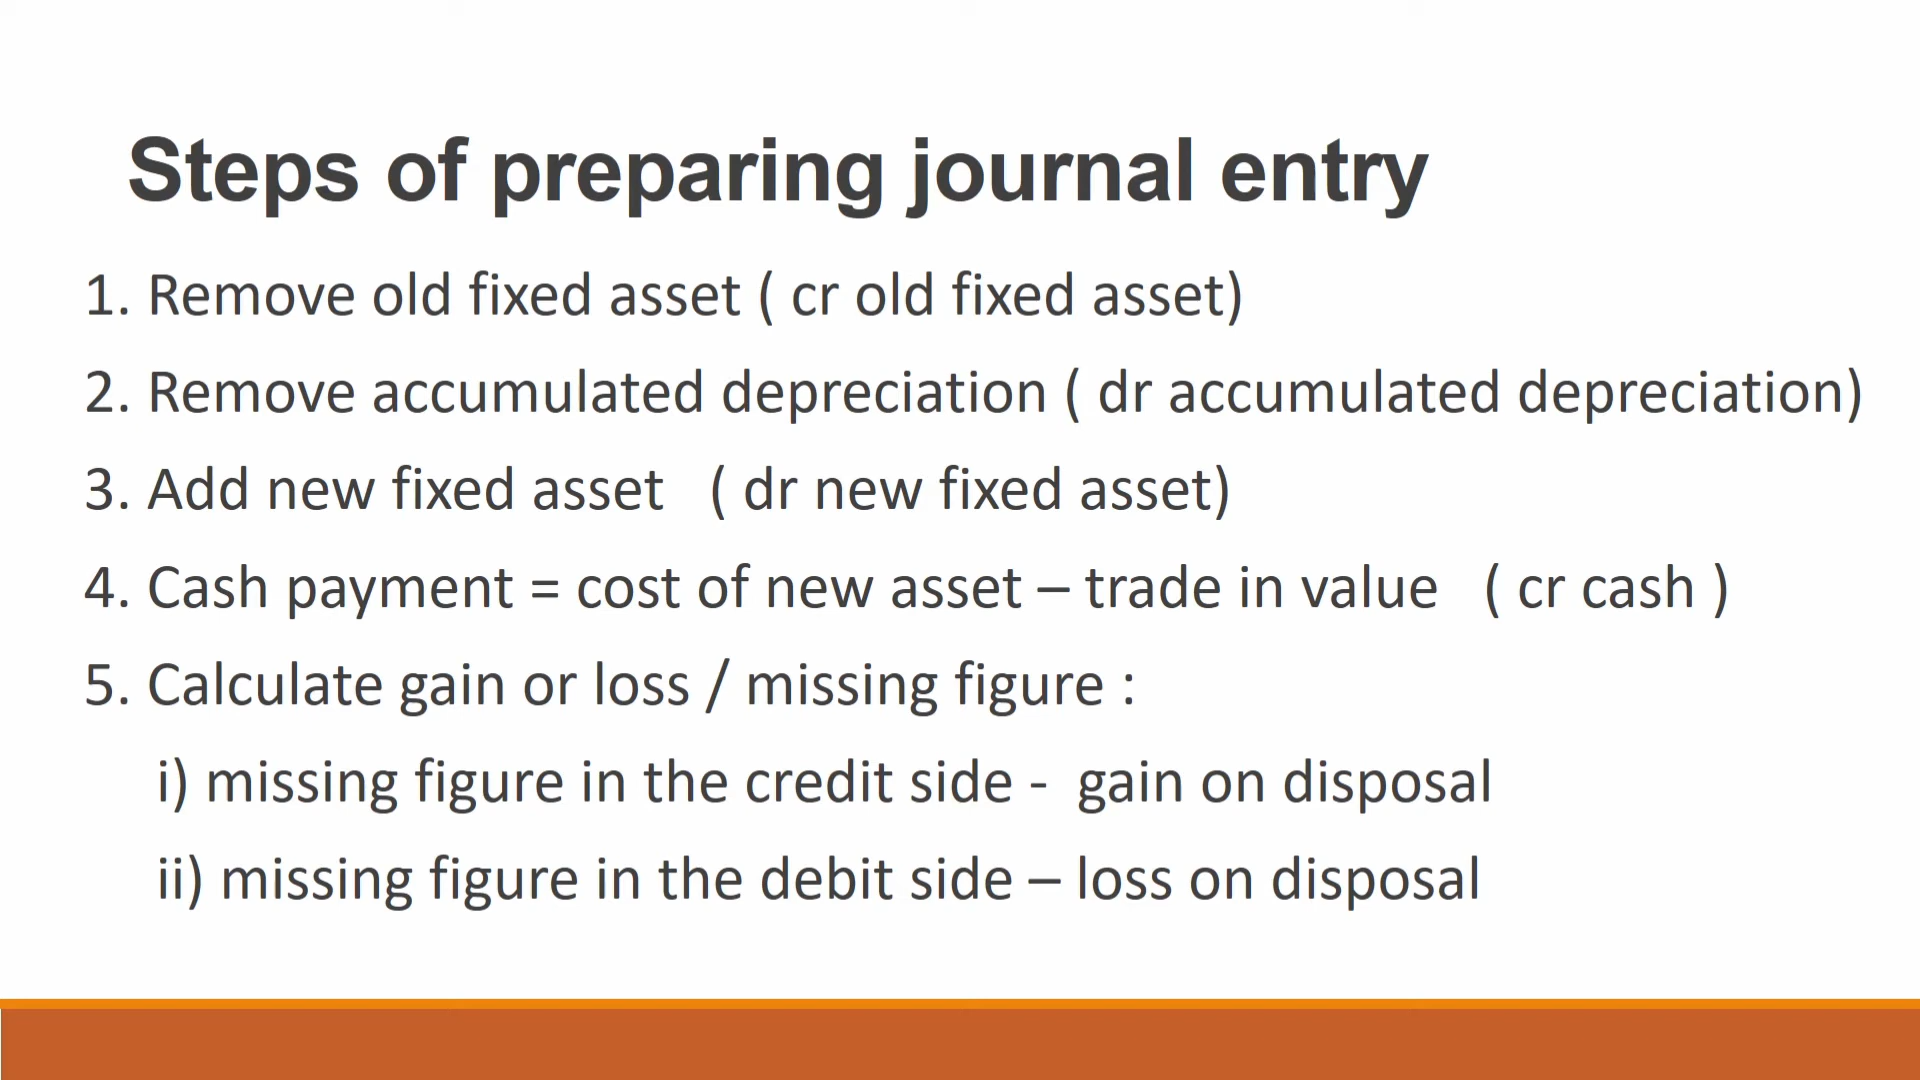 Steps of preparing journal entry
1. Remove old fixed asset ( cr old fixed asset)
2. Remove accumulated depreciation ( dr accumulated depreciation)
3. Add new fixed asset   ( dr new fixed asset)
4. Cash payment = cost of new asset – trade in value   ( cr cash )
5. Calculate gain or loss / missing figure :
i) missing figure in the credit side -  gain on disposal
ii) missing figure in the debit side – loss on disposal